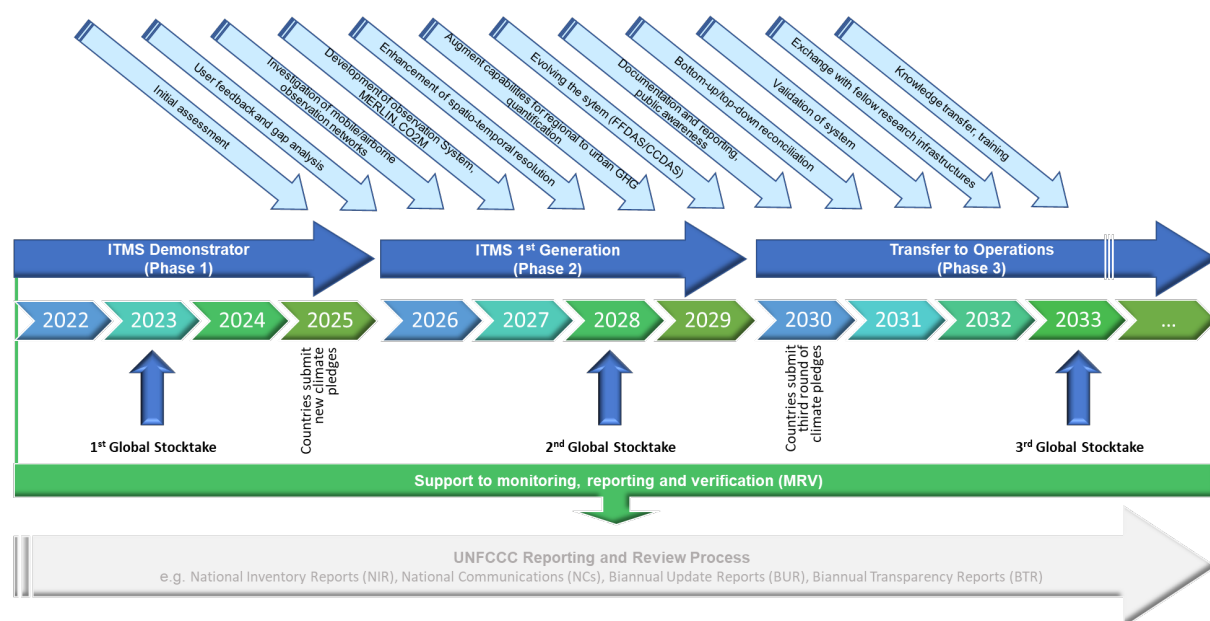 Initial assessment
User feedback and gap analysis
Investigation of mobile/airborne
observation networks
Development of observation System,
MERLIN, CO2M
Enhancement of spatio-temporal resolution
Augment capabilities for regional to urban GHG
quantification
Evolving the sytem (FFDAS/CCDAS)
Documentation and reporting,
public awareness
Bottom-up/top-down reconciliation
Validation of system
Exchange with fellow research infrastructures
Knowledge transfer, training
ITMS Demonstrator
(Phase 1)
ITMS 1st Generation
(Phase 2)
Transfer to Operations
(Phase 3)
2022
2023
2024
2025
2026
2027
2028
2029
2030
2031
2032
2033
...
Countries submit
new climate
pledges
Countries submit
third round of
climate pledges
1st Global Stocktake
2nd Global Stocktake
3rd Global Stocktake
Support to monitoring, reporting and verification (MRV)
UNFCCC Reporting and Review Process
e.g. National Inventory Reports (NIR), National Communications (NCs), Biannual Update Reports (BUR), Biannual Transparency Reports (BTR)